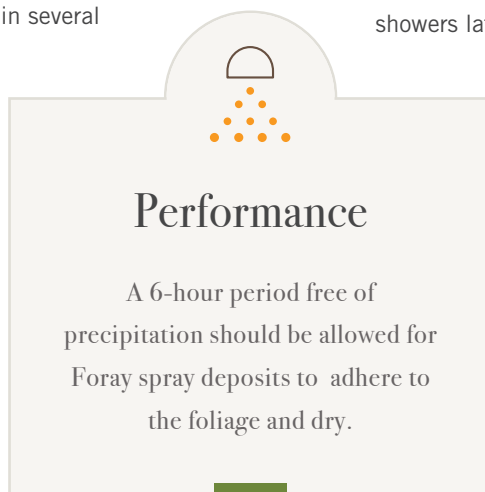 in several
showers
Performance
A 6-hour period free of
precipitation should be allowed for
Foray spray deposits to adhere to
the foliage and dry.